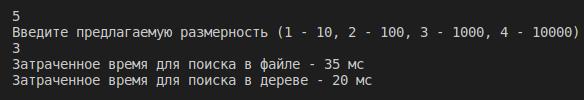 5
Введите предлагаемую размерность (1 - 10, 2 - 100, 3 - 1000, 4 - 10000)
3
Затраченное время для поиска в файле - 35 мс
Затраченное время для поиска в дереве - 20 мс